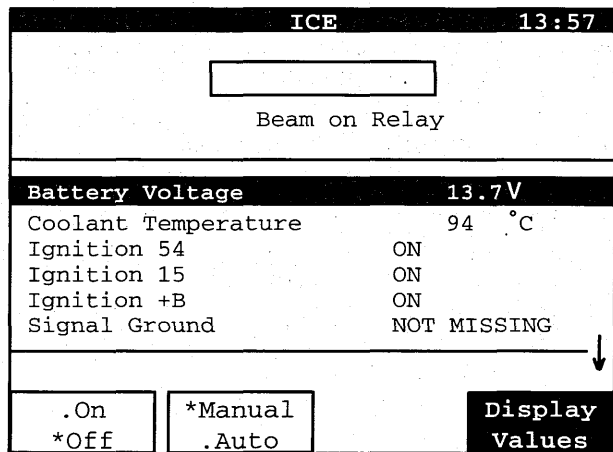 ICE 13:57
Beam on Relay
Battery Voltage 13.7V
Coolant Temperature 94 °C
Ignition 54 ON
Ignition 15 ON
Ignition +B ON
Signal Ground NOT MISSING
.On *Manual Display
*Off .Auto Values